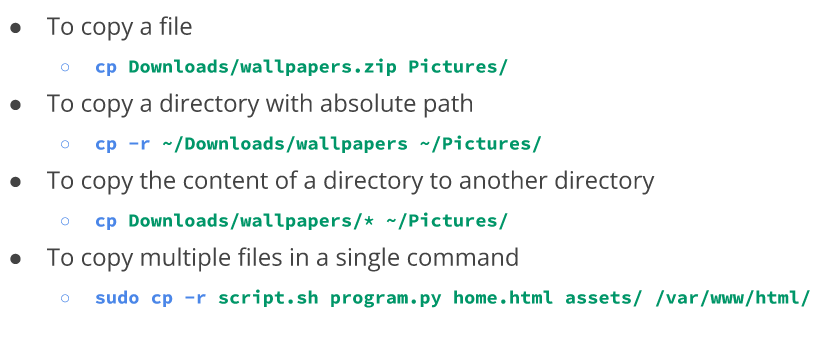 ● To copy a file
○ cp Downloads/wallpapers.zip Pictures/
● To copy a directory with absolute path
○ cp -r ~/Downloads/wallpapers ~/Pictures/
● To copy the content of a directory to another directory
○ cp Downloads/wallpapers/* ~/Pictures/
● To copy multiple files in a single command
○ sudo cp -r script.sh program.py home.html assets/ /var/www/html/